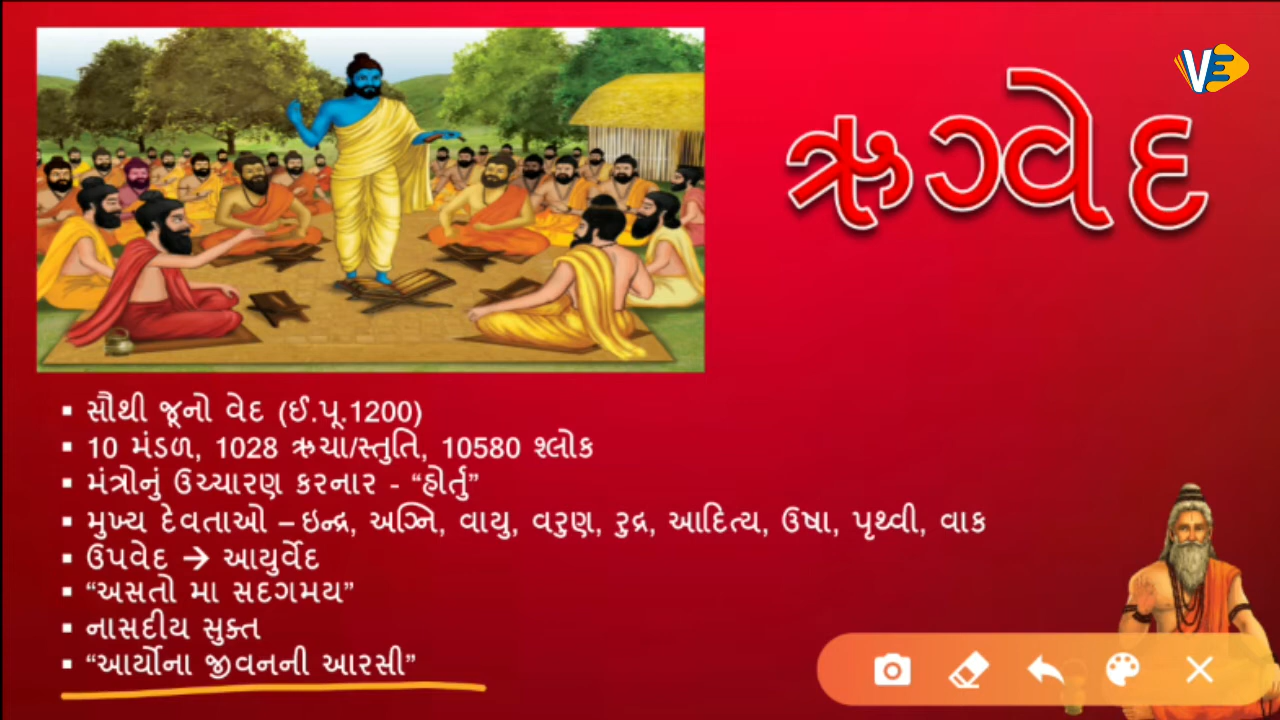 VE
ઋગ્વેદ
▪ સૌથી જૂનો વેદ (ઈ.પૂ.1200)
▪ 10 મંડળ, 1028 ઋચા/સ્તુતિ, 10580 શ્લોક
▪ મંત્રોનું ઉચ્ચારણ કરનાર - “હોર્તુ”
▪ મુખ્ય દેવતાઓ – ઇન્દ્ર, અગ્નિ, વાયુ, વરુણ, રુદ્ર, આદિત્ય, ઉષા, પૃથ્વી, વાક
▪ ઉપવેદ → આયુર્વેદ
▪ “અસતો મા સદગમય”
▪ નાસદીય સુક્ત
▪ “આર્યોના જીવનની આરસી”